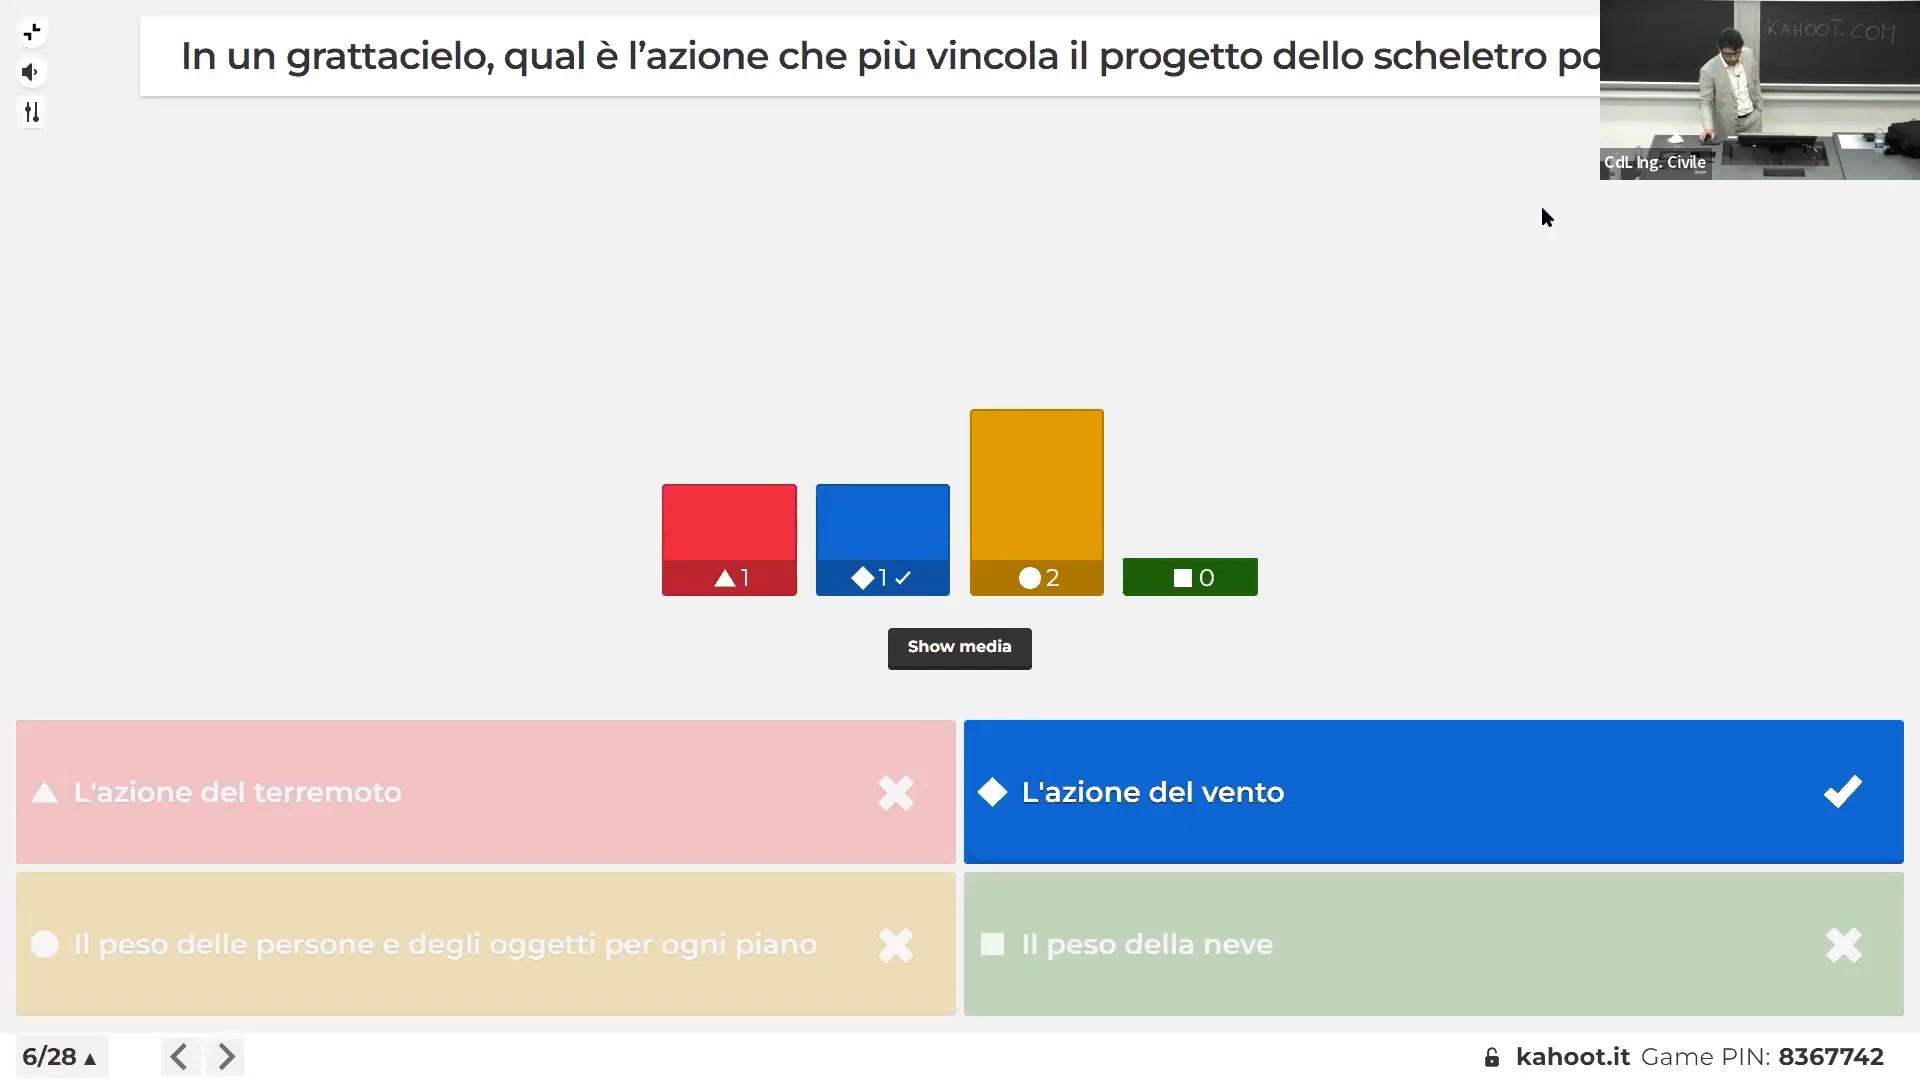 In un grattacielo, qual è l’azione che più vincola il progetto dello scheletro po
KAHOOT.COM
CdL Ing. Civile
1
1
2
0
Show media
L'azione del terremoto
L'azione del vento
Il peso delle persone e degli oggetti per ogni piano
Il peso della neve
6/28
kahoot.it Game PIN: 8367742